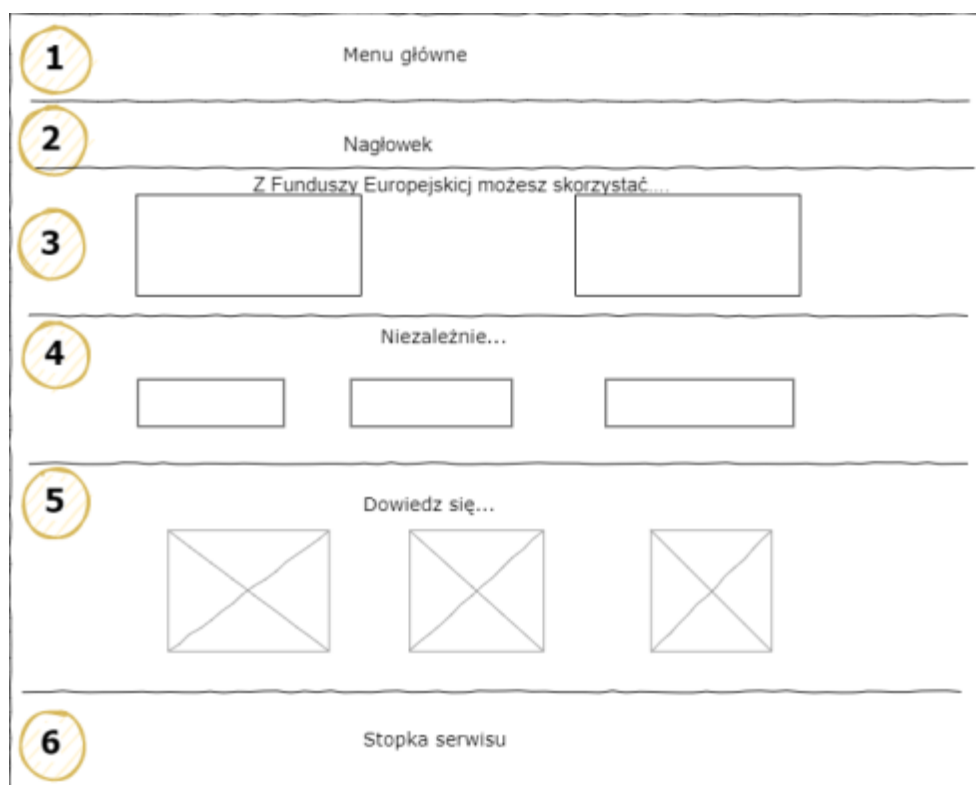 1
Menu główne
2
Nagłowek
Z Funduszy Europejskicj możesz skorzystać....
3
4
Niezależnie...
5
Dowiedz się...
6
Stopka serwisu